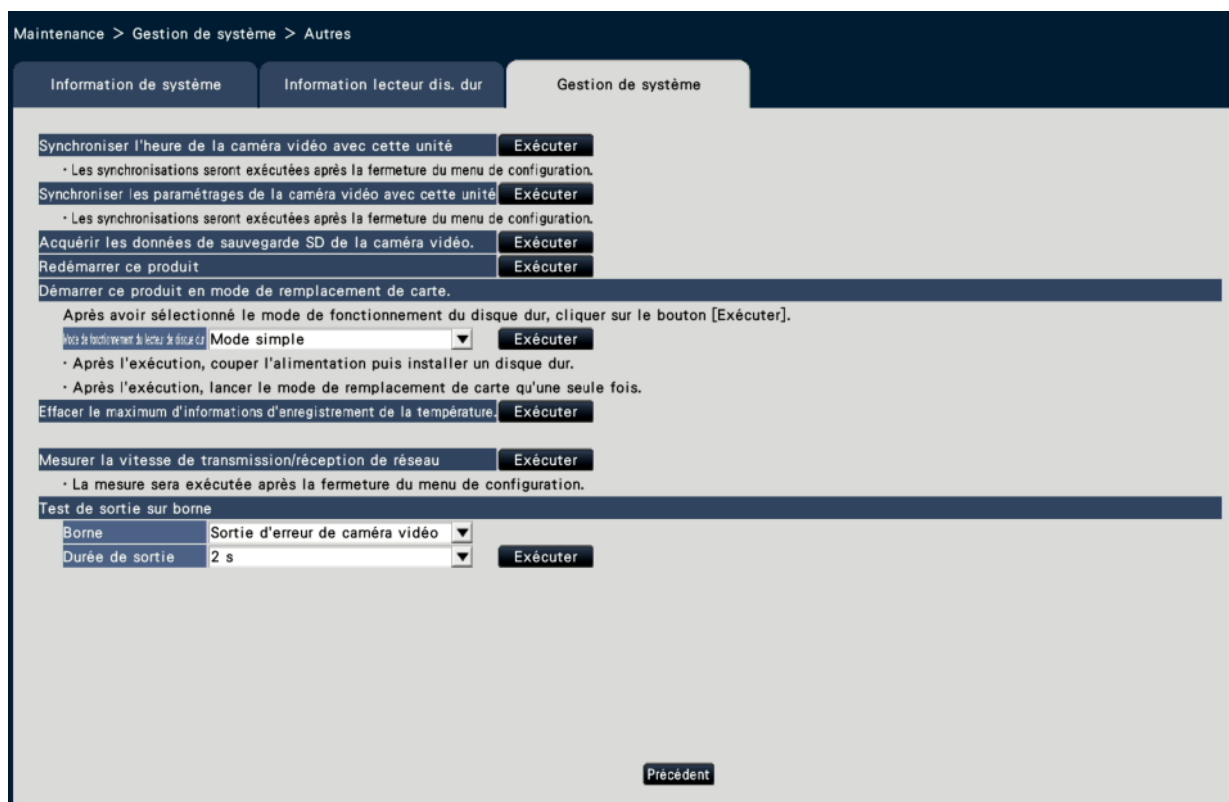 Maintenance > Gestion de système > Autres
Information de système
Information lecteur dis. dur
Gestion de système
Synchroniser l'heure de la caméra vidéo avec cette unité Exécuter
· Les synchronisations seront exécutées après la fermeture du menu de configuration.
Synchroniser les paramétrages de la caméra vidéo avec cette unité Exécuter
· Les synchronisations seront exécutées après la fermeture du menu de configuration.
Acquérir les données de sauvegarde SD de la caméra vidéo. Exécuter
Redémarrer ce produit Exécuter
Démarrer ce produit en mode de remplacement de carte.
Après avoir sélectionné le mode de fonctionnement du disque dur, cliquer sur le bouton [Exécuter].
Mode de fonctionnement du lecteur de disque dur Mode simple Exécuter
· Après l'exécution, couper l'alimentation puis installer un disque dur.
· Après l'exécution, lancer le mode de remplacement de carte qu'une seule fois.
Effacer le maximum d'informations d'enregistrement de la température. Exécuter
Mesurer la vitesse de transmission/réception de réseau Exécuter
· La mesure sera exécutée après la fermeture du menu de configuration.
Test de sortie sur borne
Borne Sortie d'erreur de caméra vidéo
Durée de sortie 2 s Exécuter
Précédent